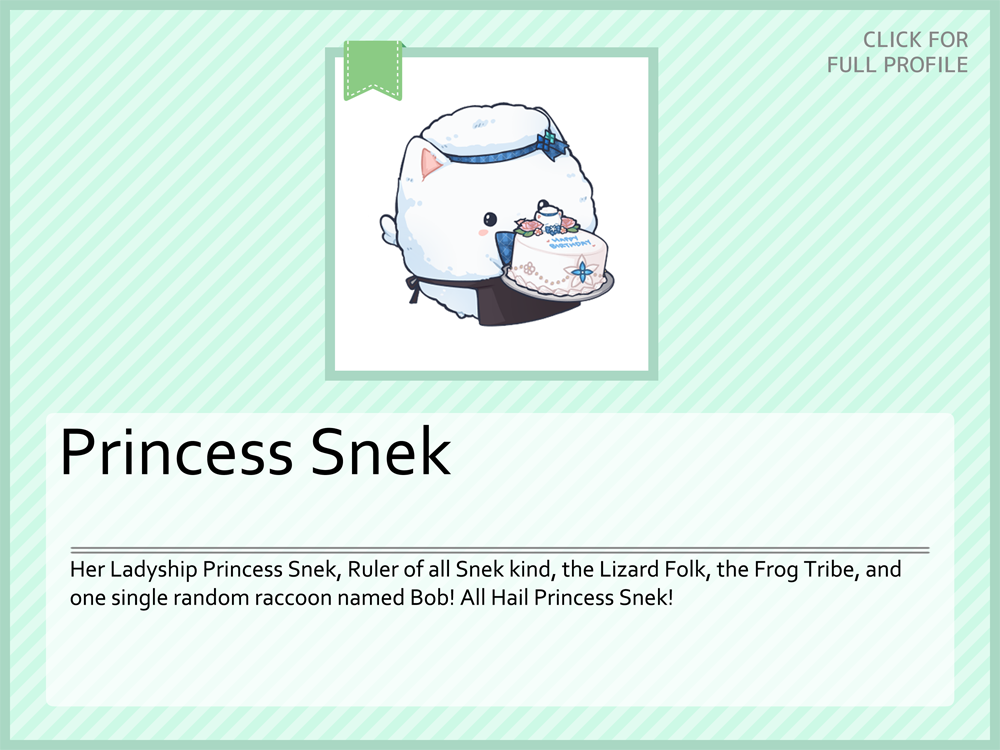 CLICK FOR
FULL PROFILE
HAPPY
BIRTHDAY
Princess Snek
Her Ladyship Princess Snek, Ruler of all Snek kind, the Lizard Folk, the Frog Tribe, and
one single random raccoon named Bob! All Hail Princess Snek!